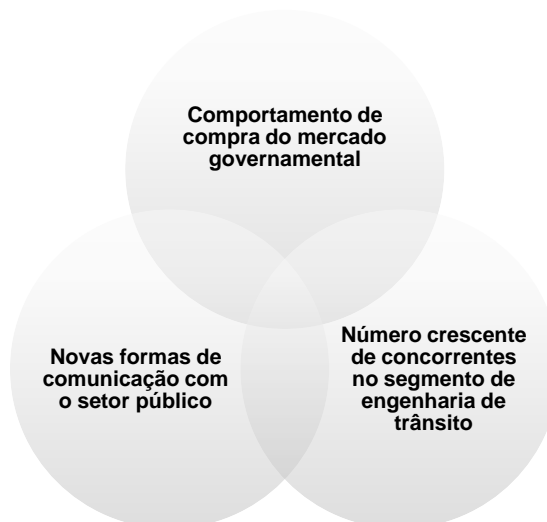 Comportamento de
compra do mercado
governamental
Novas formas de
comunicação com
o setor público
Número crescente
de concorrentes
no segmento de
engenharia de
trânsito